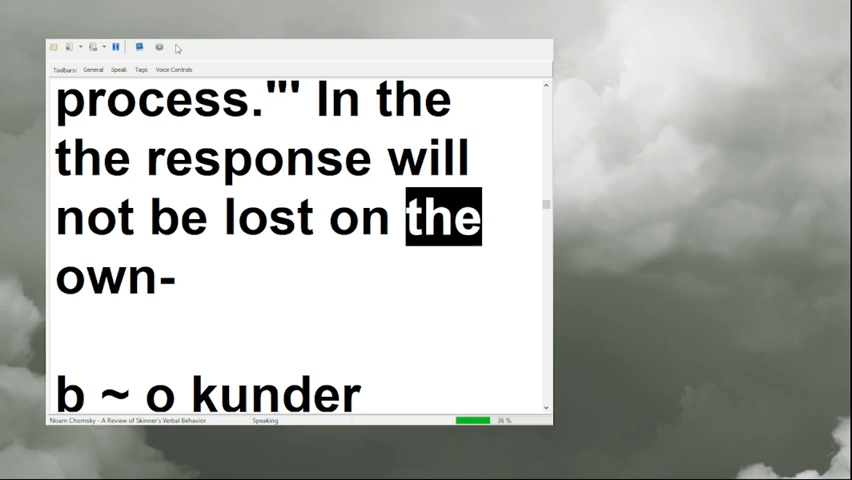 Toolbars: General Speak Tags Voice Controls
process."'' In the
the response will
not be lost on the
own-
b ~ o kunder
Noam Chomsky - A Review of Skinner's Verbal Behavior Speaking 36 %